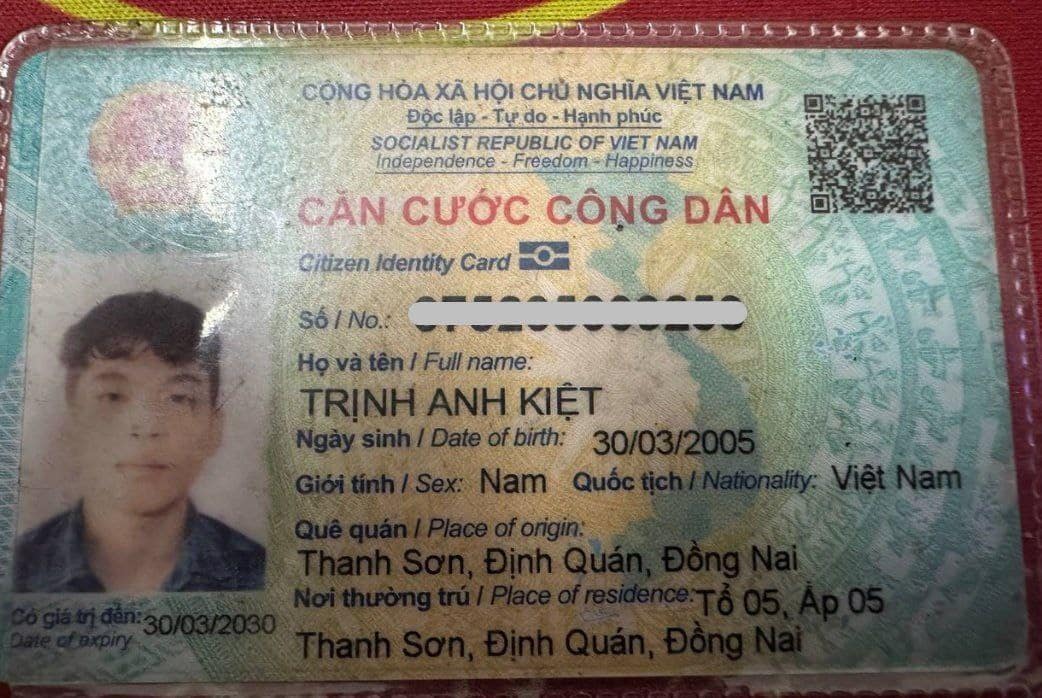 CỘNG HÒA XÃ HỘI CHỦ NGHĨA VIỆT NAM
Độc lập - Tự do - Hạnh phúc
SOCIALIST REPUBLIC OF VIET NAM
Independence - Freedom - Happiness
CĂN CƯỚC CÔNG DÂN
Citizen Identity Card
Số / No.:
Họ và tên / Full name:
TRỊNH ANH KIỆT
Ngày sinh / Date of birth: 30/03/2005
Giới tính / Sex: Nam Quốc tịch / Nationality: Việt Nam
Quê quán / Place of origin:
Thanh Sơn, Định Quán, Đồng Nai
Nơi thường trú / Place of residence: Tổ 05, Ấp 05
Thanh Sơn, Định Quán, Đồng Nai
Có giá trị đến: 30/03/2030
Date of expiry